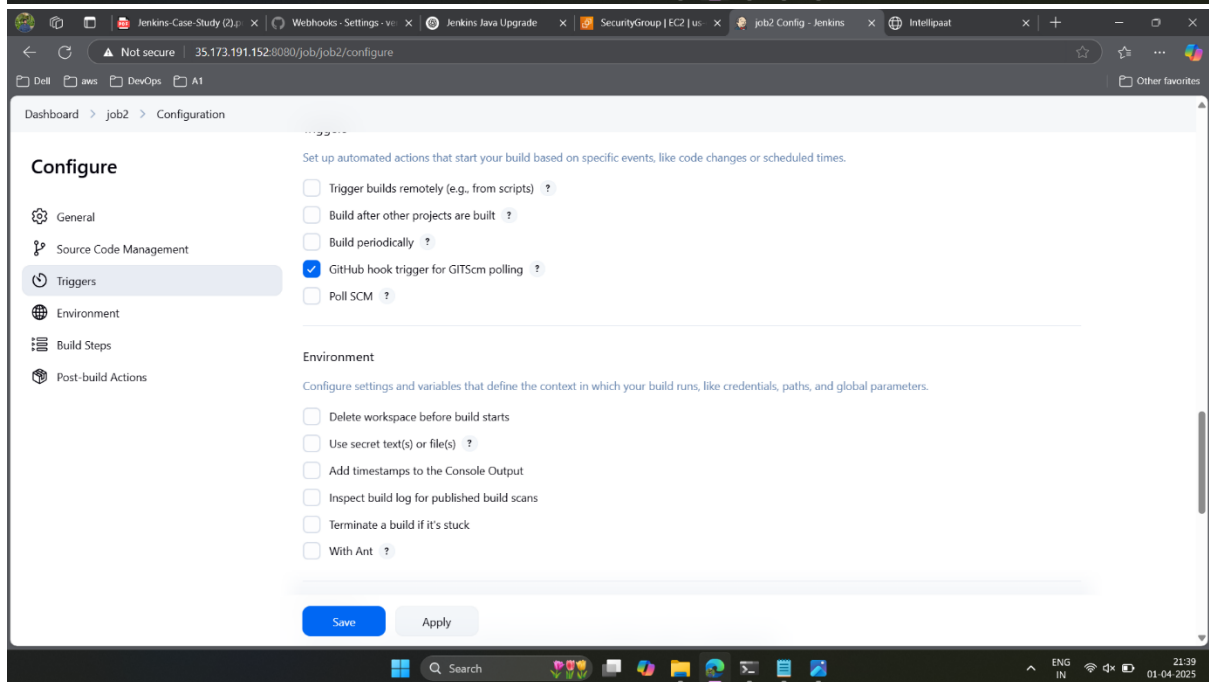 Jenkins-Case-Study (2).p
Webhooks - Settings - ve
Jenkins Java Upgrade
SecurityGroup | EC2 | us-
job2 Config - Jenkins
Intellipaat
Not secure
35.173.191.152:8080/job/job2/configure
Dell
aws
DevOps
A1
Other favorites
Dashboard > job2 > Configuration
Configure
General
Source Code Management
Triggers
Environment
Build Steps
Post-build Actions
Triggers
Set up automated actions that start your build based on specific events, like code changes or scheduled times.
Trigger builds remotely (e.g., from scripts) ?
Build after other projects are built ?
Build periodically ?
GitHub hook trigger for GITScm polling ?
Poll SCM ?
Environment
Configure settings and variables that define the context in which your build runs, like credentials, paths, and global parameters.
Delete workspace before build starts
Use secret text(s) or file(s) ?
Add timestamps to the Console Output
Inspect build log for published build scans
Terminate a build if it's stuck
With Ant ?
Save
Apply
Search
ENG
IN
21:39
01-04-2025